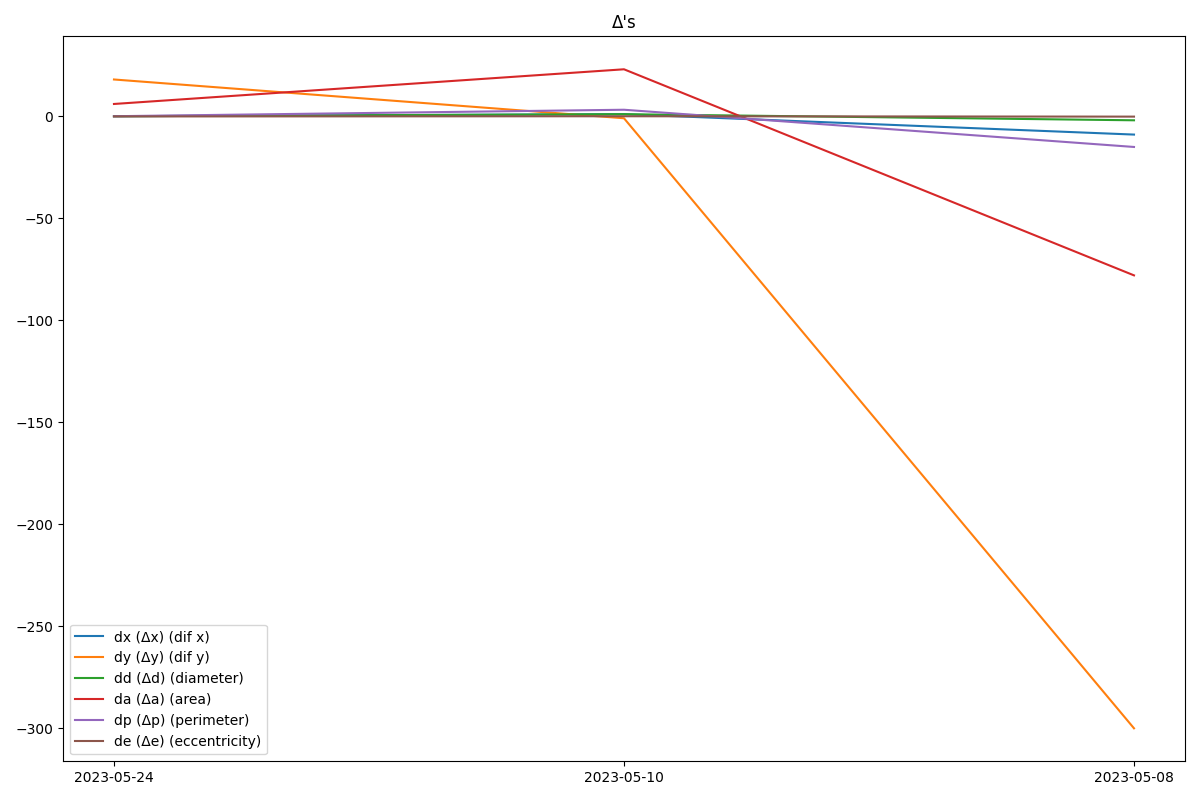 Δ's
0
−50
−100
−150
−200
−250
−300
dx (Δx) (dif x)
dy (Δy) (dif y)
dd (Δd) (diameter)
da (Δa) (area)
dp (Δp) (perimeter)
de (Δe) (eccentricity)
2023-05-24 2023-05-10 2023-05-08